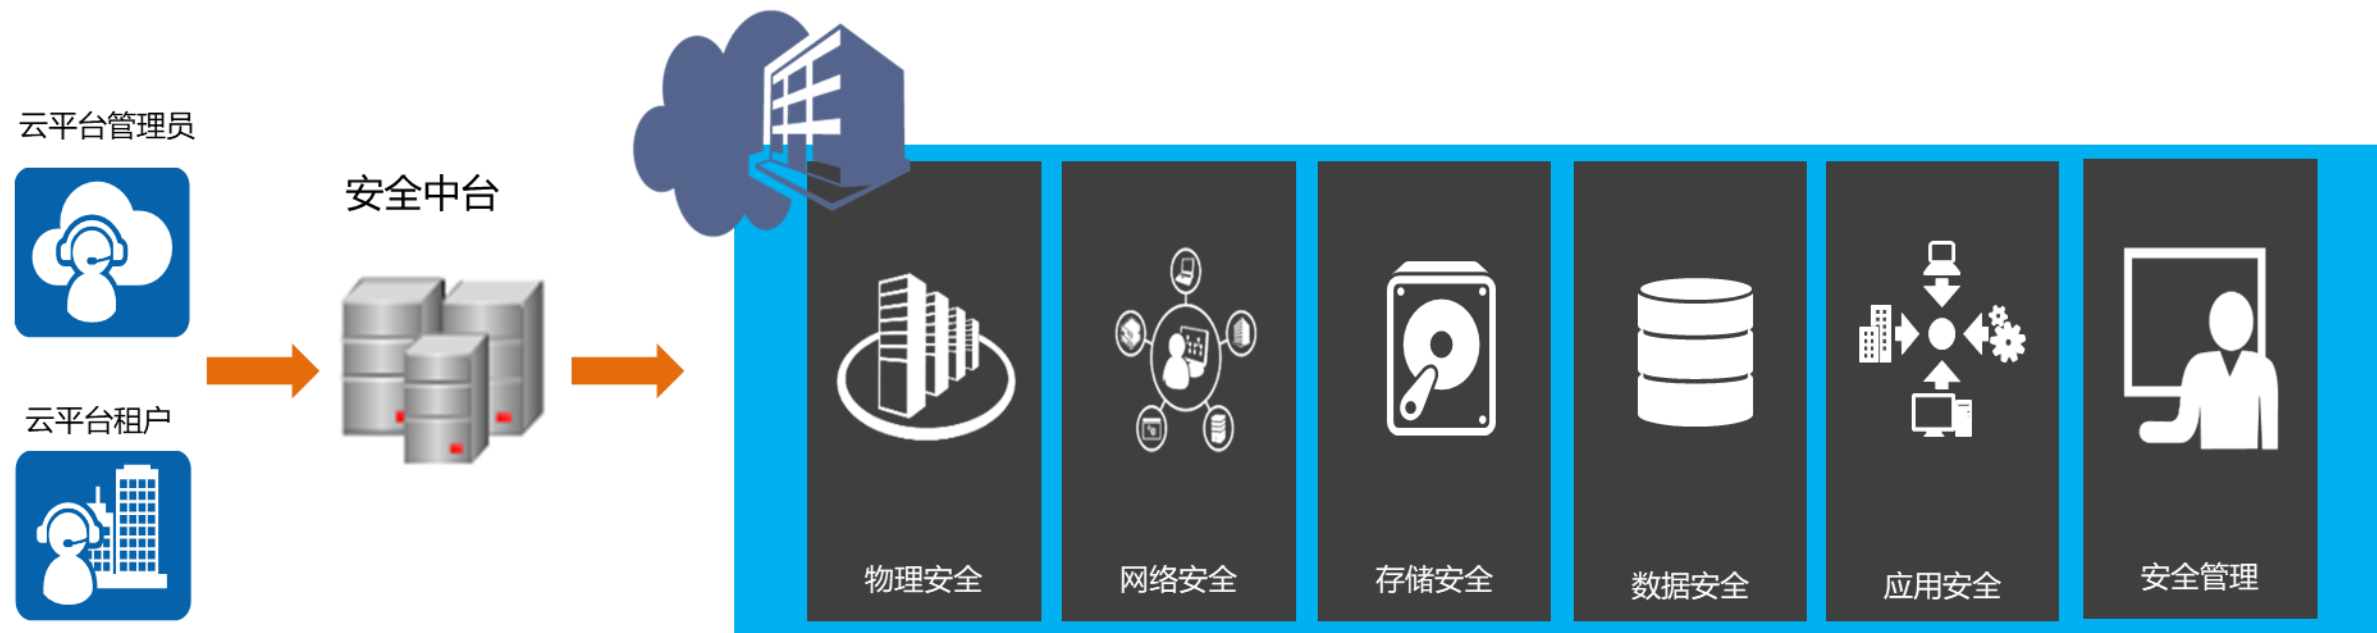 云平台管理员
安全中台
云平台租户
物理安全
网络安全
存储安全
数据安全
应用安全
安全管理